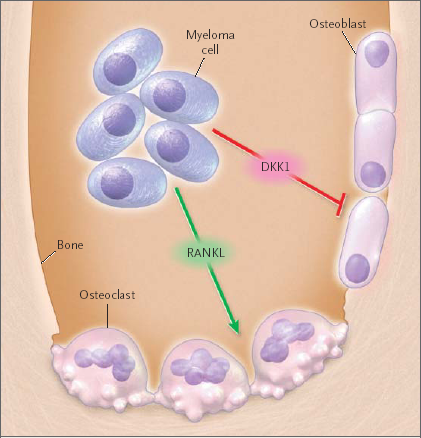 Osteoblast
Myeloma
cell
DKK1
Bone
RANKL
Osteoclast